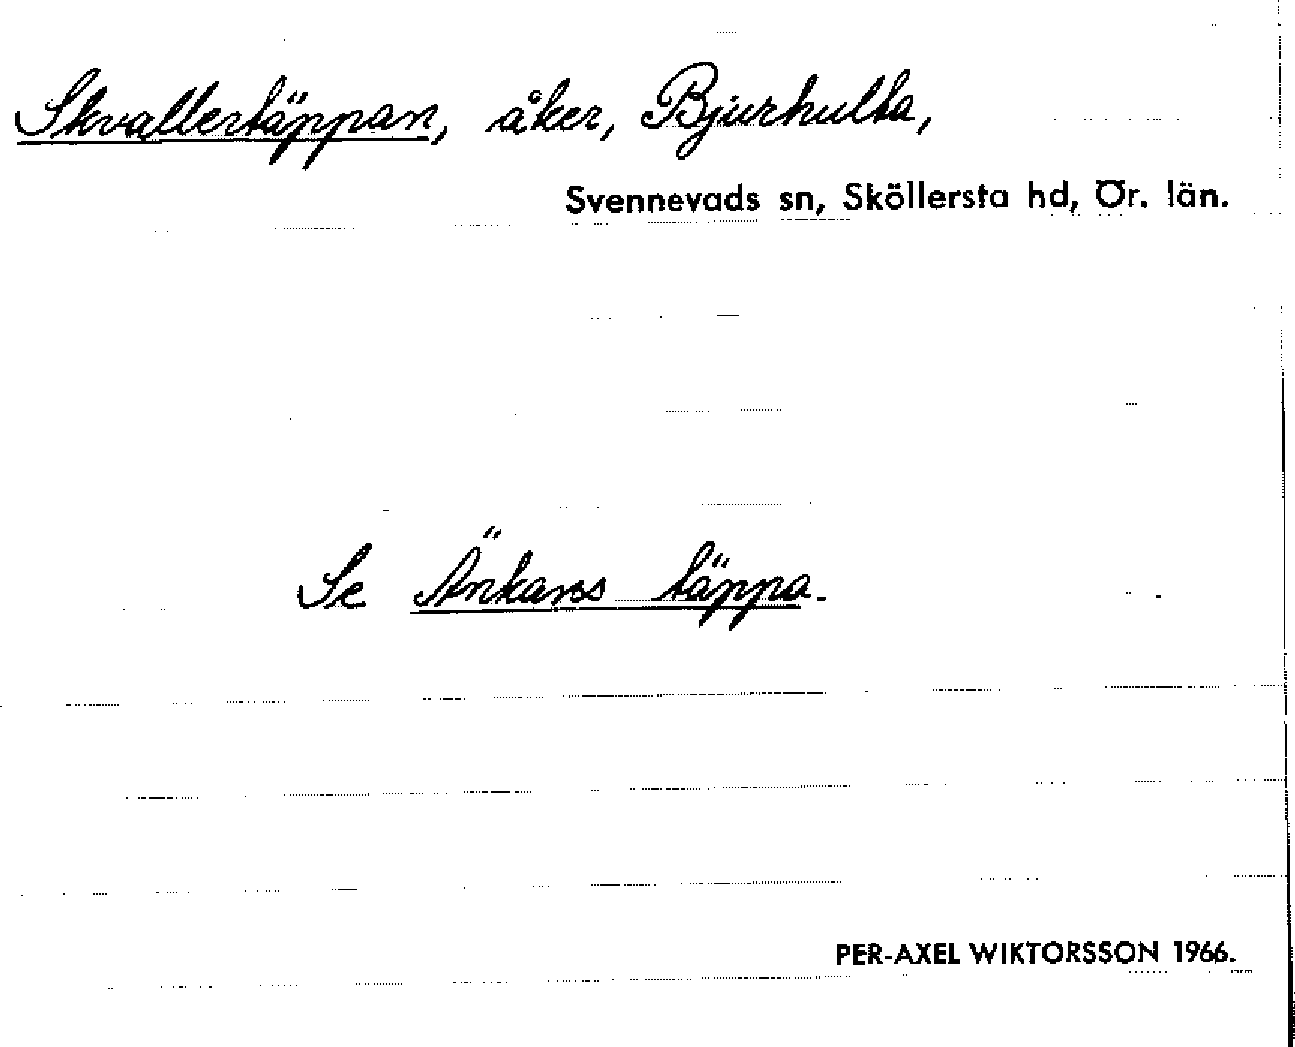 Skvallertäppan, åker, Bjurhulta,
Svennevads sn, Sköllersta hd, Ör. län.
Se Änkans täppa.
PER-AXEL WIKTORSSON 1966.